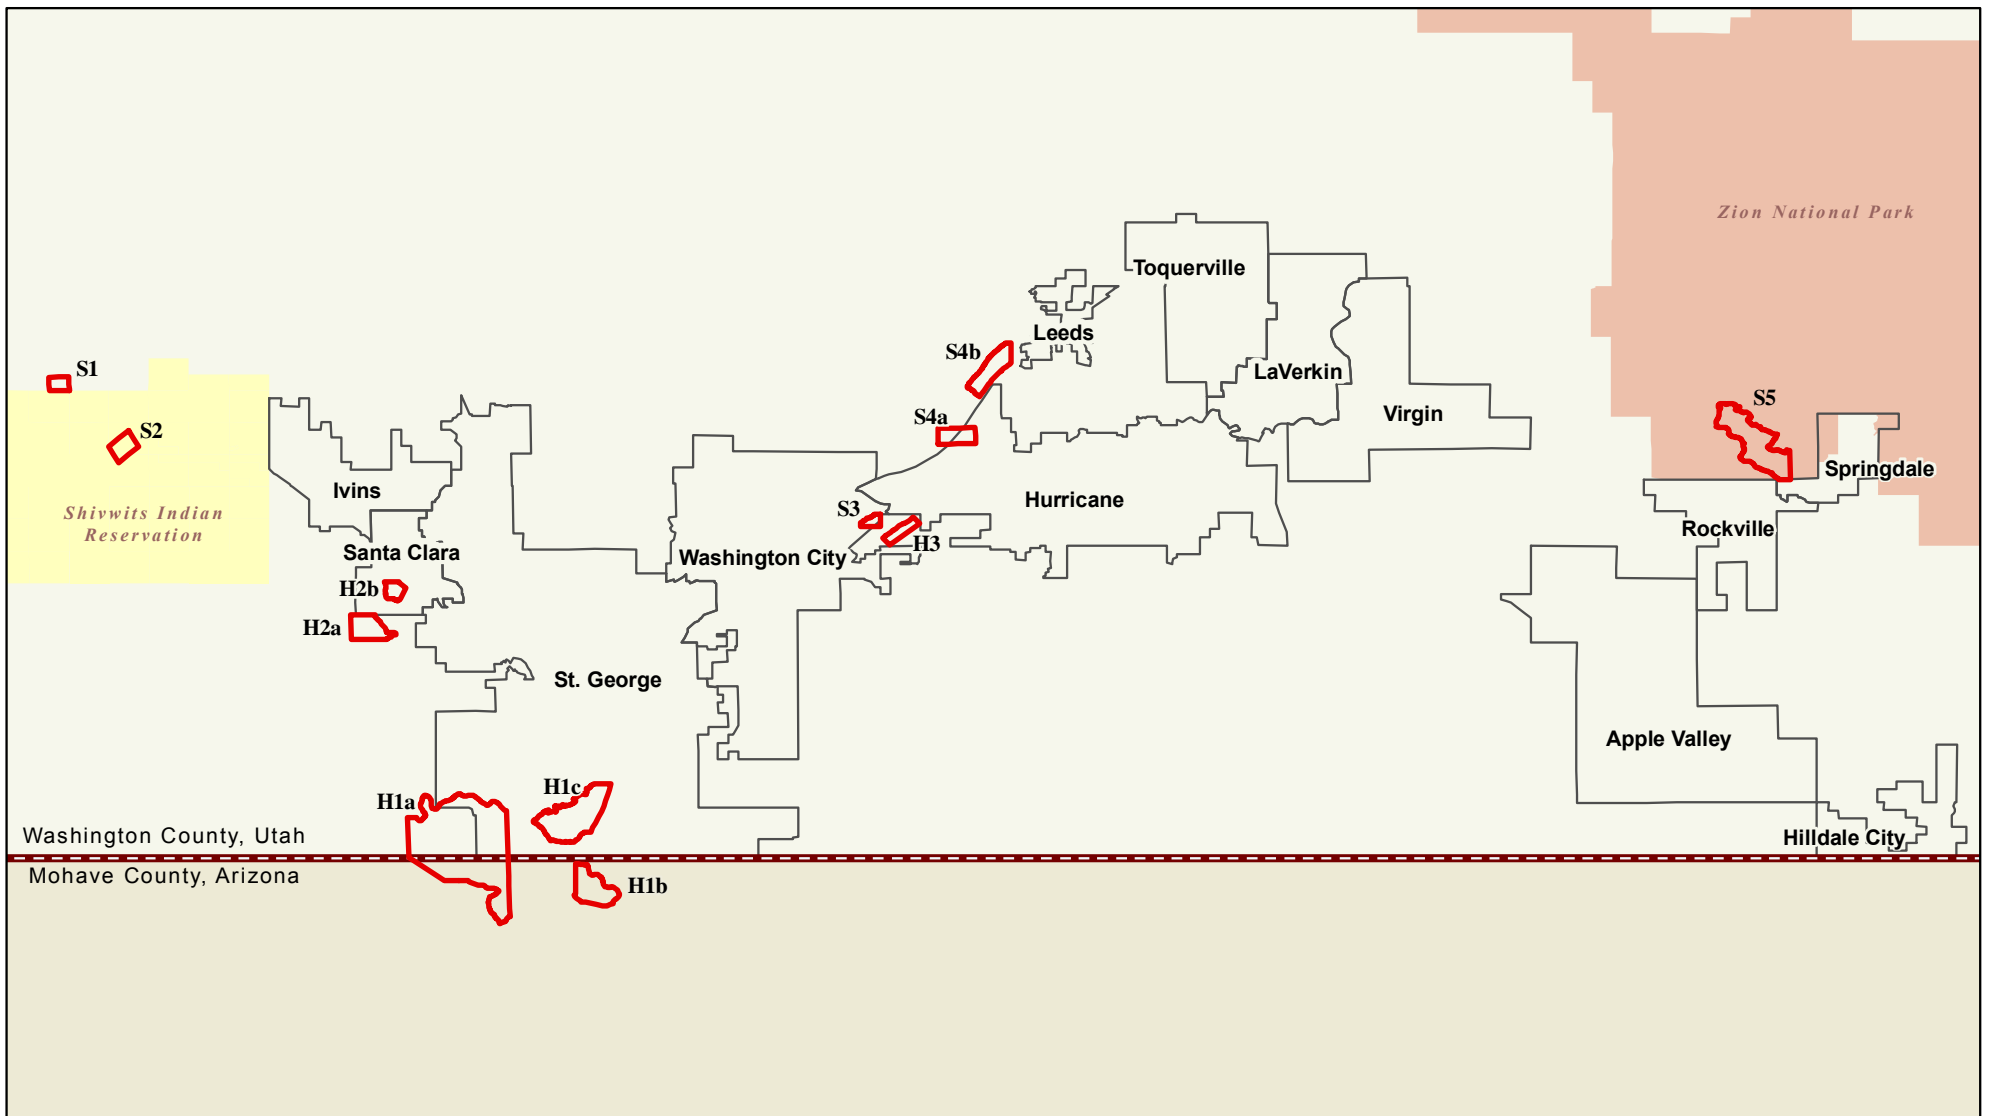 Zion National Park
Toquerville
Leeds
S4b
S1
LaVerkin
S5
Virgin
S4a
S2
Springdale
Ivins
Hurricane
S3
Shivwits Indian
Reservation
Rockville
H3
Santa Clara
Washington City
H2b
H2a
St. George
Apple Valley
H1c
H1a
Washington County, Utah
Hilldale City
Mohave County, Arizona
H1b